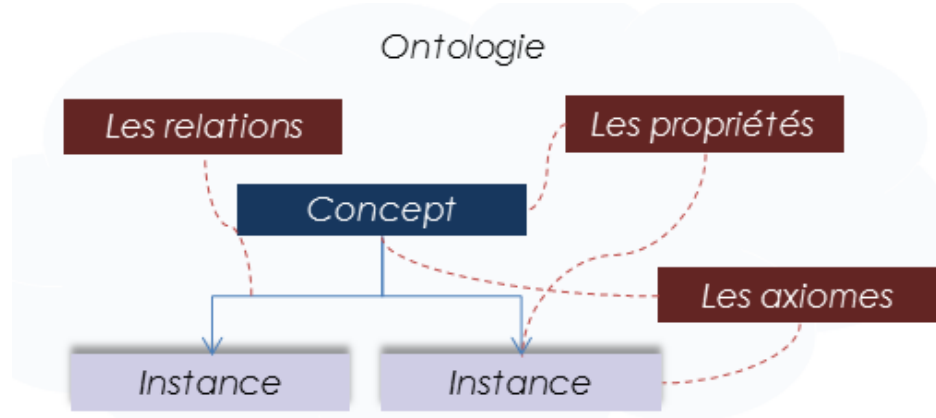 Ontologie
Les relations
Les propriétés
Concept
Les axiomes
Instance
Instance